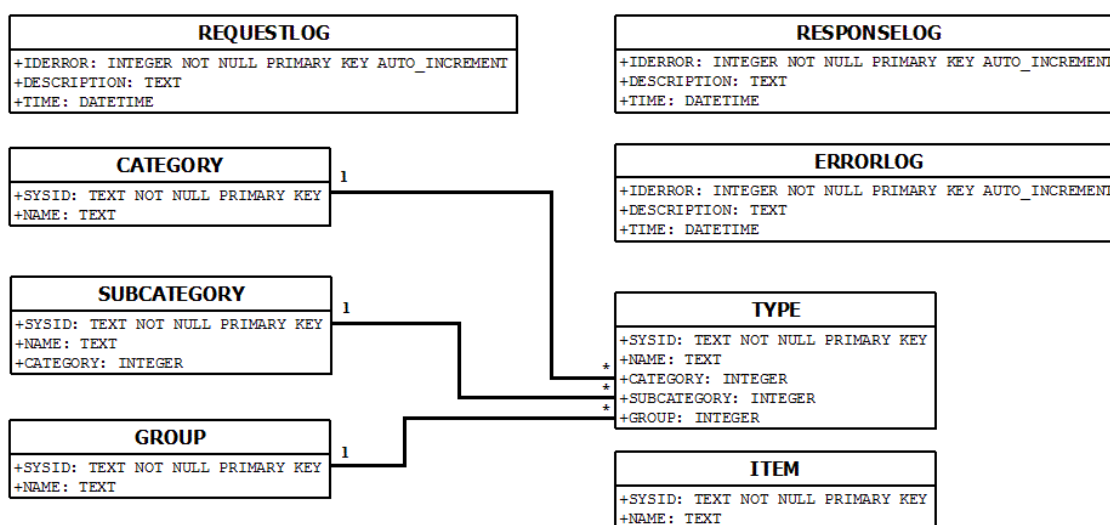 REQUESTLOG
+IDERROR: INTEGER NOT NULL PRIMARY KEY AUTO_INCREMENT
+DESCRIPTION: TEXT
+TIME: DATETIME
RESPONSELOG
+IDERROR: INTEGER NOT NULL PRIMARY KEY AUTO_INCREMENT
+DESCRIPTION: TEXT
+TIME: DATETIME
CATEGORY
+SYSID: TEXT NOT NULL PRIMARY KEY
+NAME: TEXT
1
ERRORLOG
+IDERROR: INTEGER NOT NULL PRIMARY KEY AUTO_INCREMENT
+DESCRIPTION: TEXT
+TIME: DATETIME
SUBCATEGORY
+SYSID: TEXT NOT NULL PRIMARY KEY
+NAME: TEXT
+CATEGORY: INTEGER
1
TYPE
+SYSID: TEXT NOT NULL PRIMARY KEY
+NAME: TEXT
* +CATEGORY: INTEGER
* +SUBCATEGORY: INTEGER
* +GROUP: INTEGER
GROUP
+SYSID: TEXT NOT NULL PRIMARY KEY
+NAME: TEXT
1
ITEM
+SYSID: TEXT NOT NULL PRIMARY KEY
+NAME: TEXT